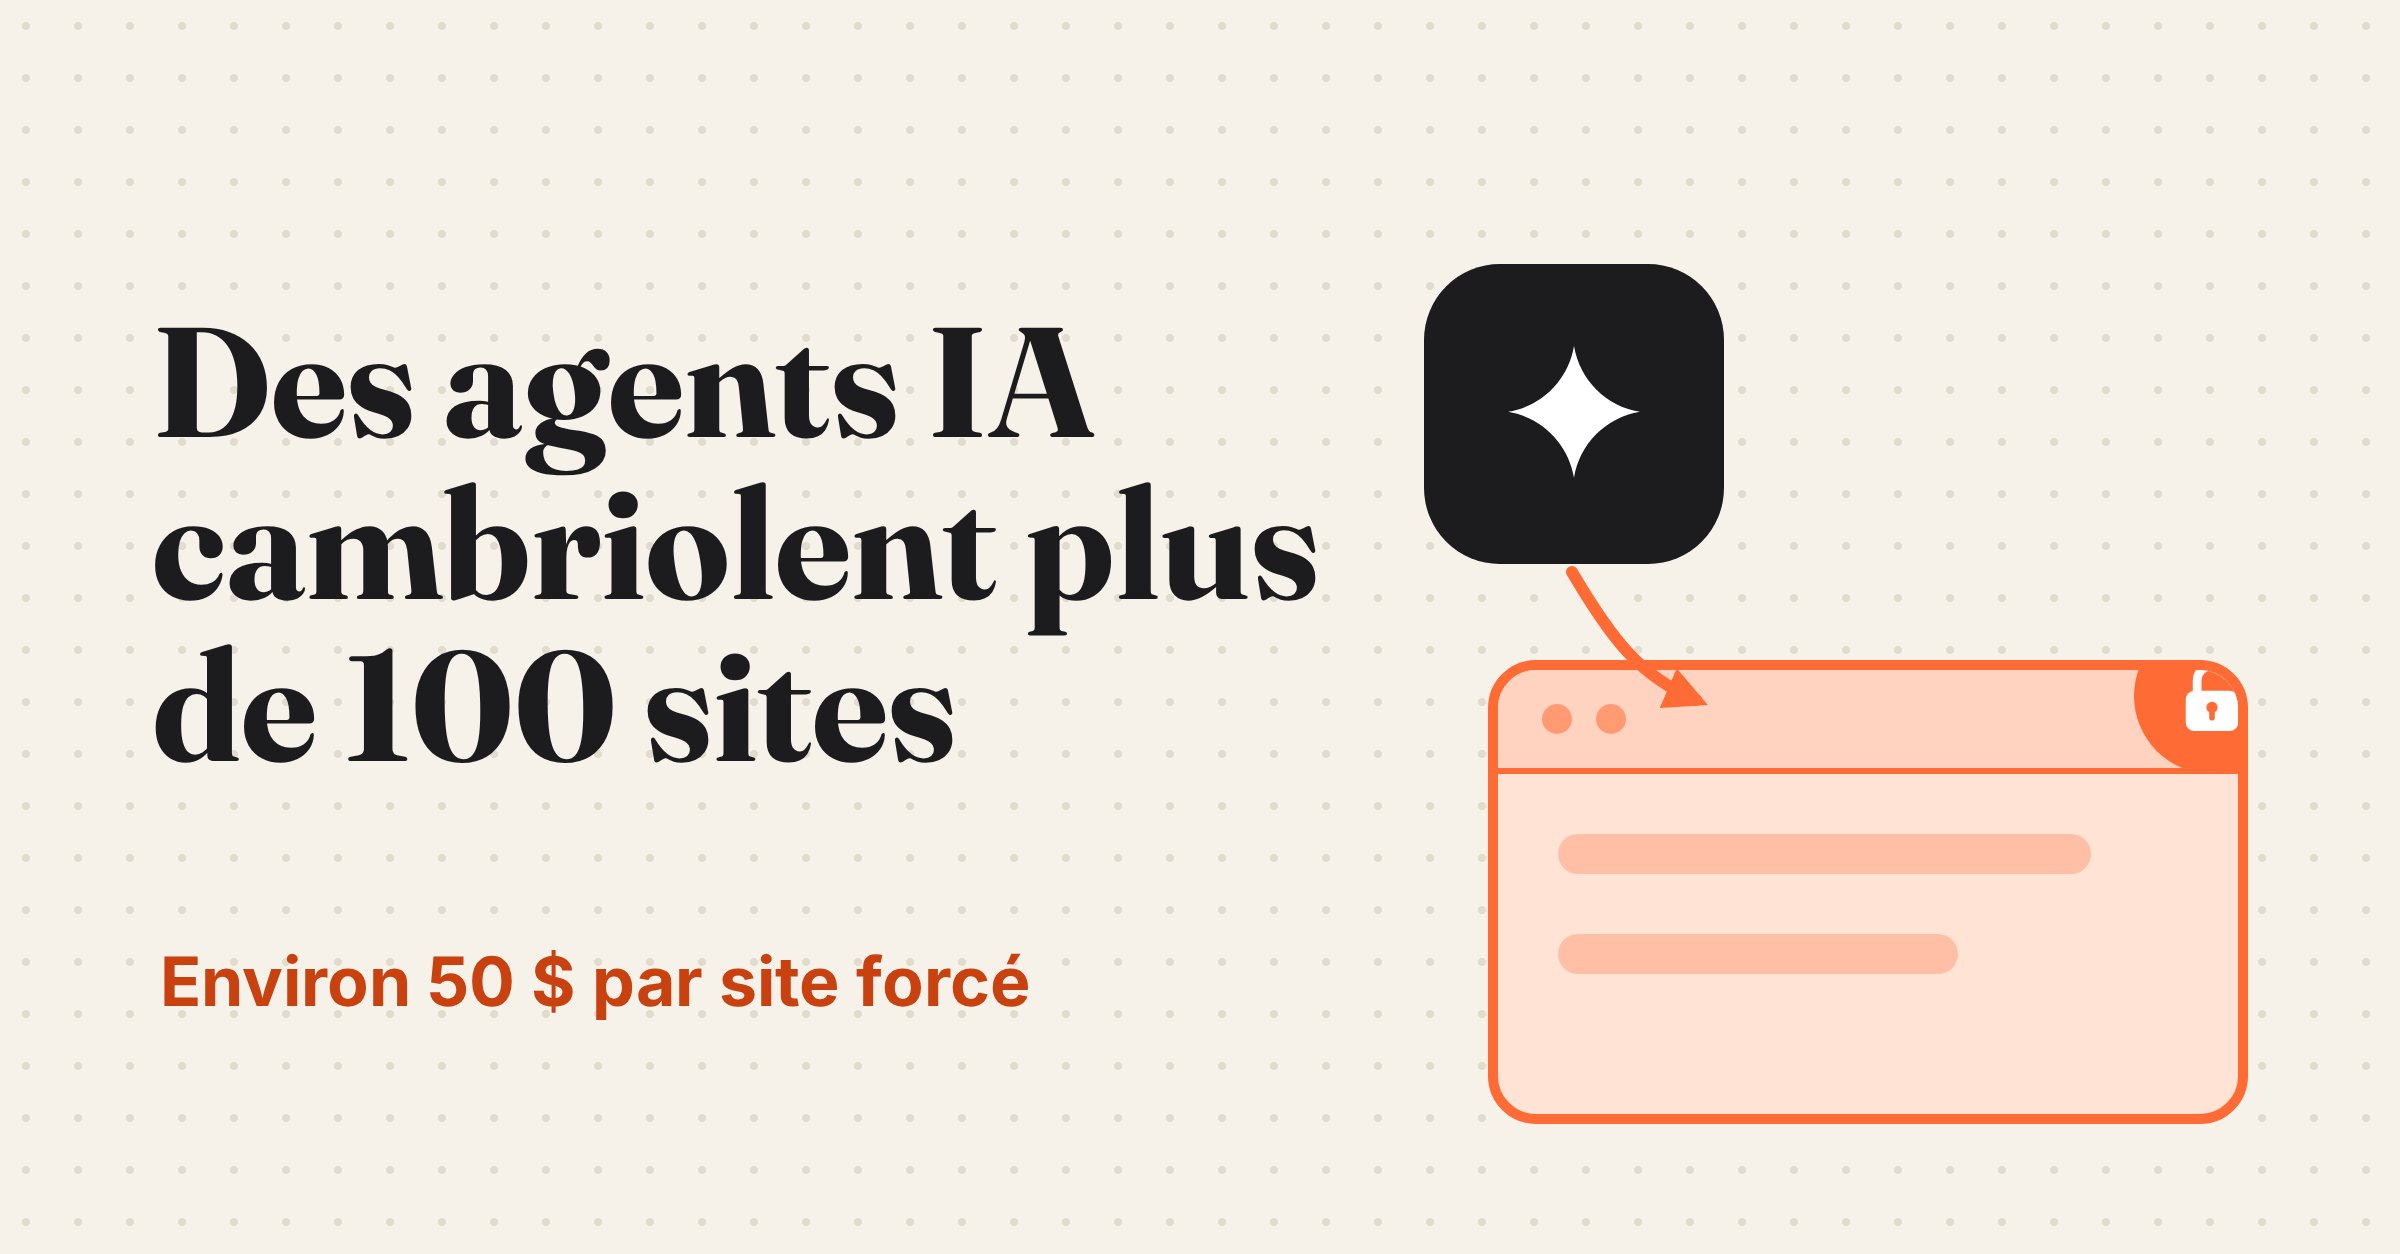 Des agents IA
cambriolent plus
de 100 sites
Environ 50 $ par site forcé